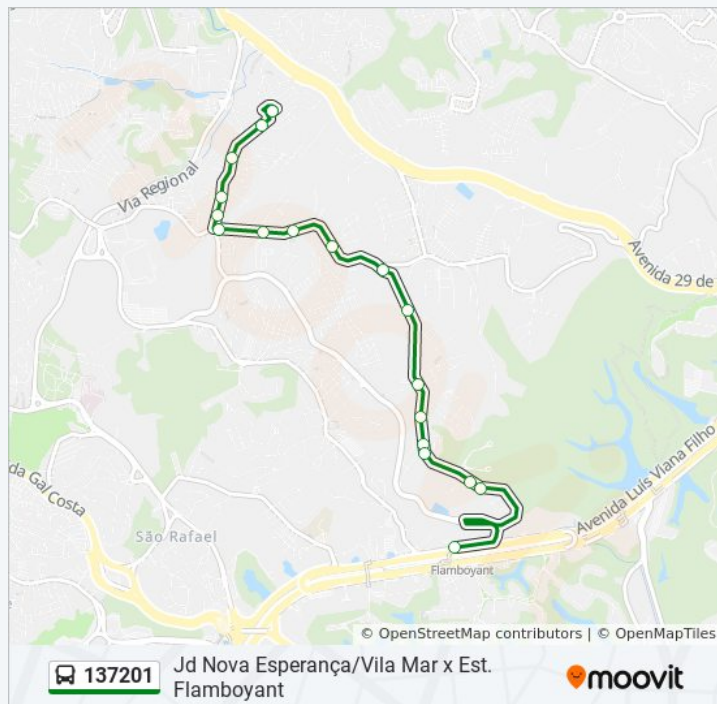 Via Regional
Avenida 29 de
da Gal Costa
São Rafael
Avenida Luís Viana Filho
Flamboyant
© OpenStreetMap contributors | © OpenMapTiles
137201
Jd Nova Esperança/Vila Mar x Est.
Flamboyant
moovit